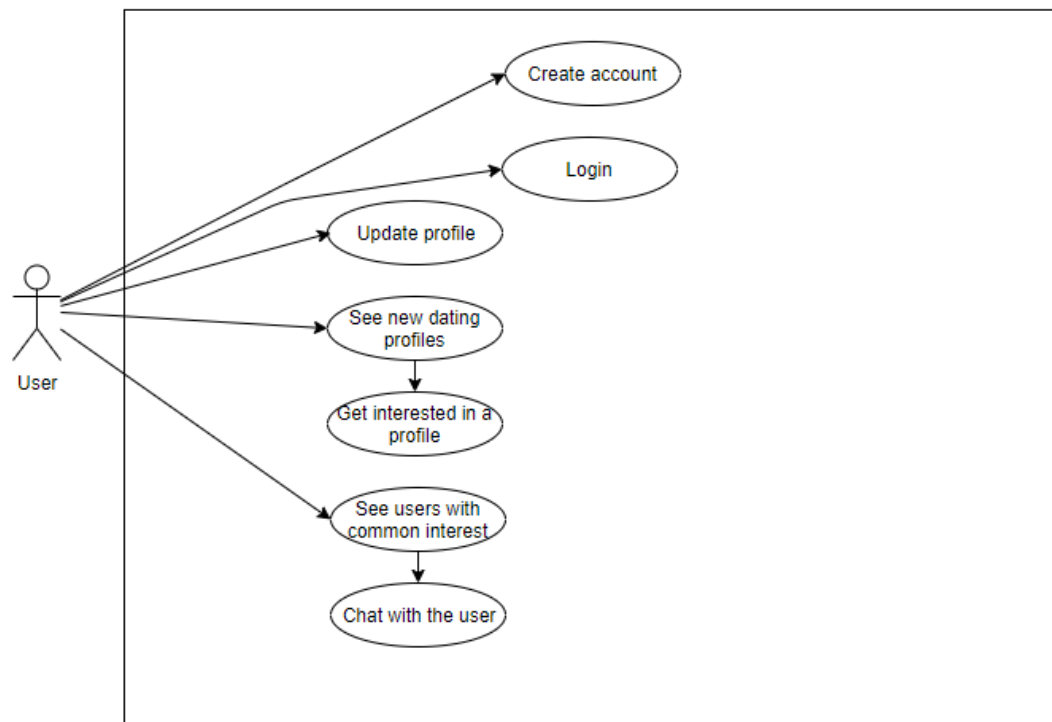 Create account
Login
Update profile
See new dating
profiles
User
Get interested in a
profile
See users with
common interest
Chat with the user